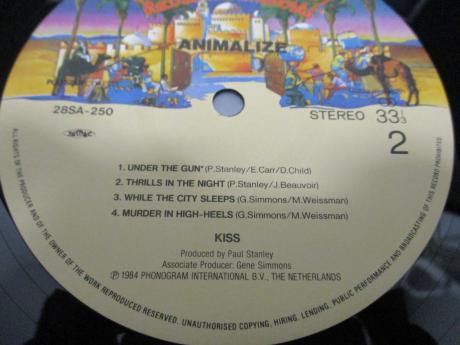 ANIMALIZE
28SA-250
STEREO 33 1/3
2
1. UNDER THE GUN* (P.Stanley/E.Carr/D.Child)
2. THRILLS IN THE NIGHT (P.Stanley/J.Beauvoir)
3. WHILE THE CITY SLEEPS (G.Simmons/M.Weissman)
4. MURDER IN HIGH-HEELS (G.Simmons/M.Weissman)
KISS
Produced by Paul Stanley
Associate Producer: Gene Simmons
Ⓟ 1984 PHONOGRAM INTERNATIONAL B.V., THE NETHERLANDS
ALL RIGHTS OF THE PRODUCER AND OF THE OWNER OF THE WORK REPRODUCED RESERVED. UNAUTHORISED COPYING, HIRING, LENDING, PUBLIC PERFORMANCE AND BROADCASTING OF THIS RECORD PROHIBITED